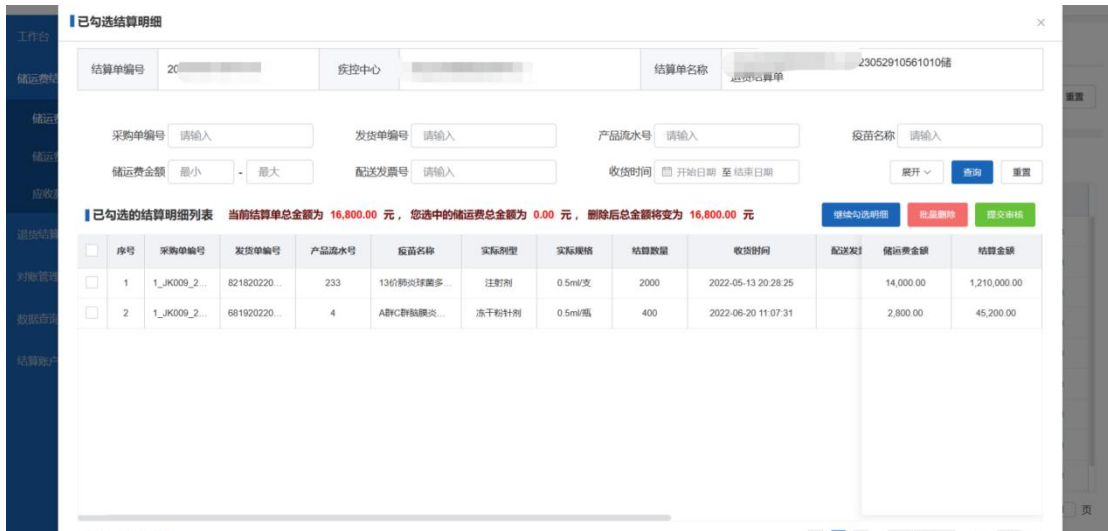 已勾选结算明细
工作台
结算单编号 20
疾控中心
结算单名称 23052910561010储
运费结算单
储运费结
重置
储运费
采购单编号 请输入
发货单编号 请输入
产品流水号 请输入
疫苗名称 请输入
储运费
储运费金额 最小 - 最大
配送发票号 请输入
收货时间 开始日期 至 结束日期
展开 查询 重置
应收款
已勾选的结算明细列表 当前结算单总金额为 16,800.00 元， 您选中的储运费总金额为 0.00 元， 删除后总金额将变为 16,800.00 元
继续勾选明细 批量删除 提交审核
退货结算
序号 采购单编号 发货单编号 产品流水号 疫苗名称 实际剂型 实际规格 结算数量 收货时间 配送发 储运费金额 结算金额
对账管理
1 1_JK009_2... 821820220... 233 13价肺炎球菌多... 注射剂 0.5ml/支 2000 2022-05-13 20:28:25 14,000.00 1,210,000.00
2 1_JK009_2... 681920220... 4 A群C群脑膜炎... 冻干粉针剂 0.5ml/瓶 400 2022-06-20 11:07:31 2,800.00 45,200.00
数据查询
结算账户
页